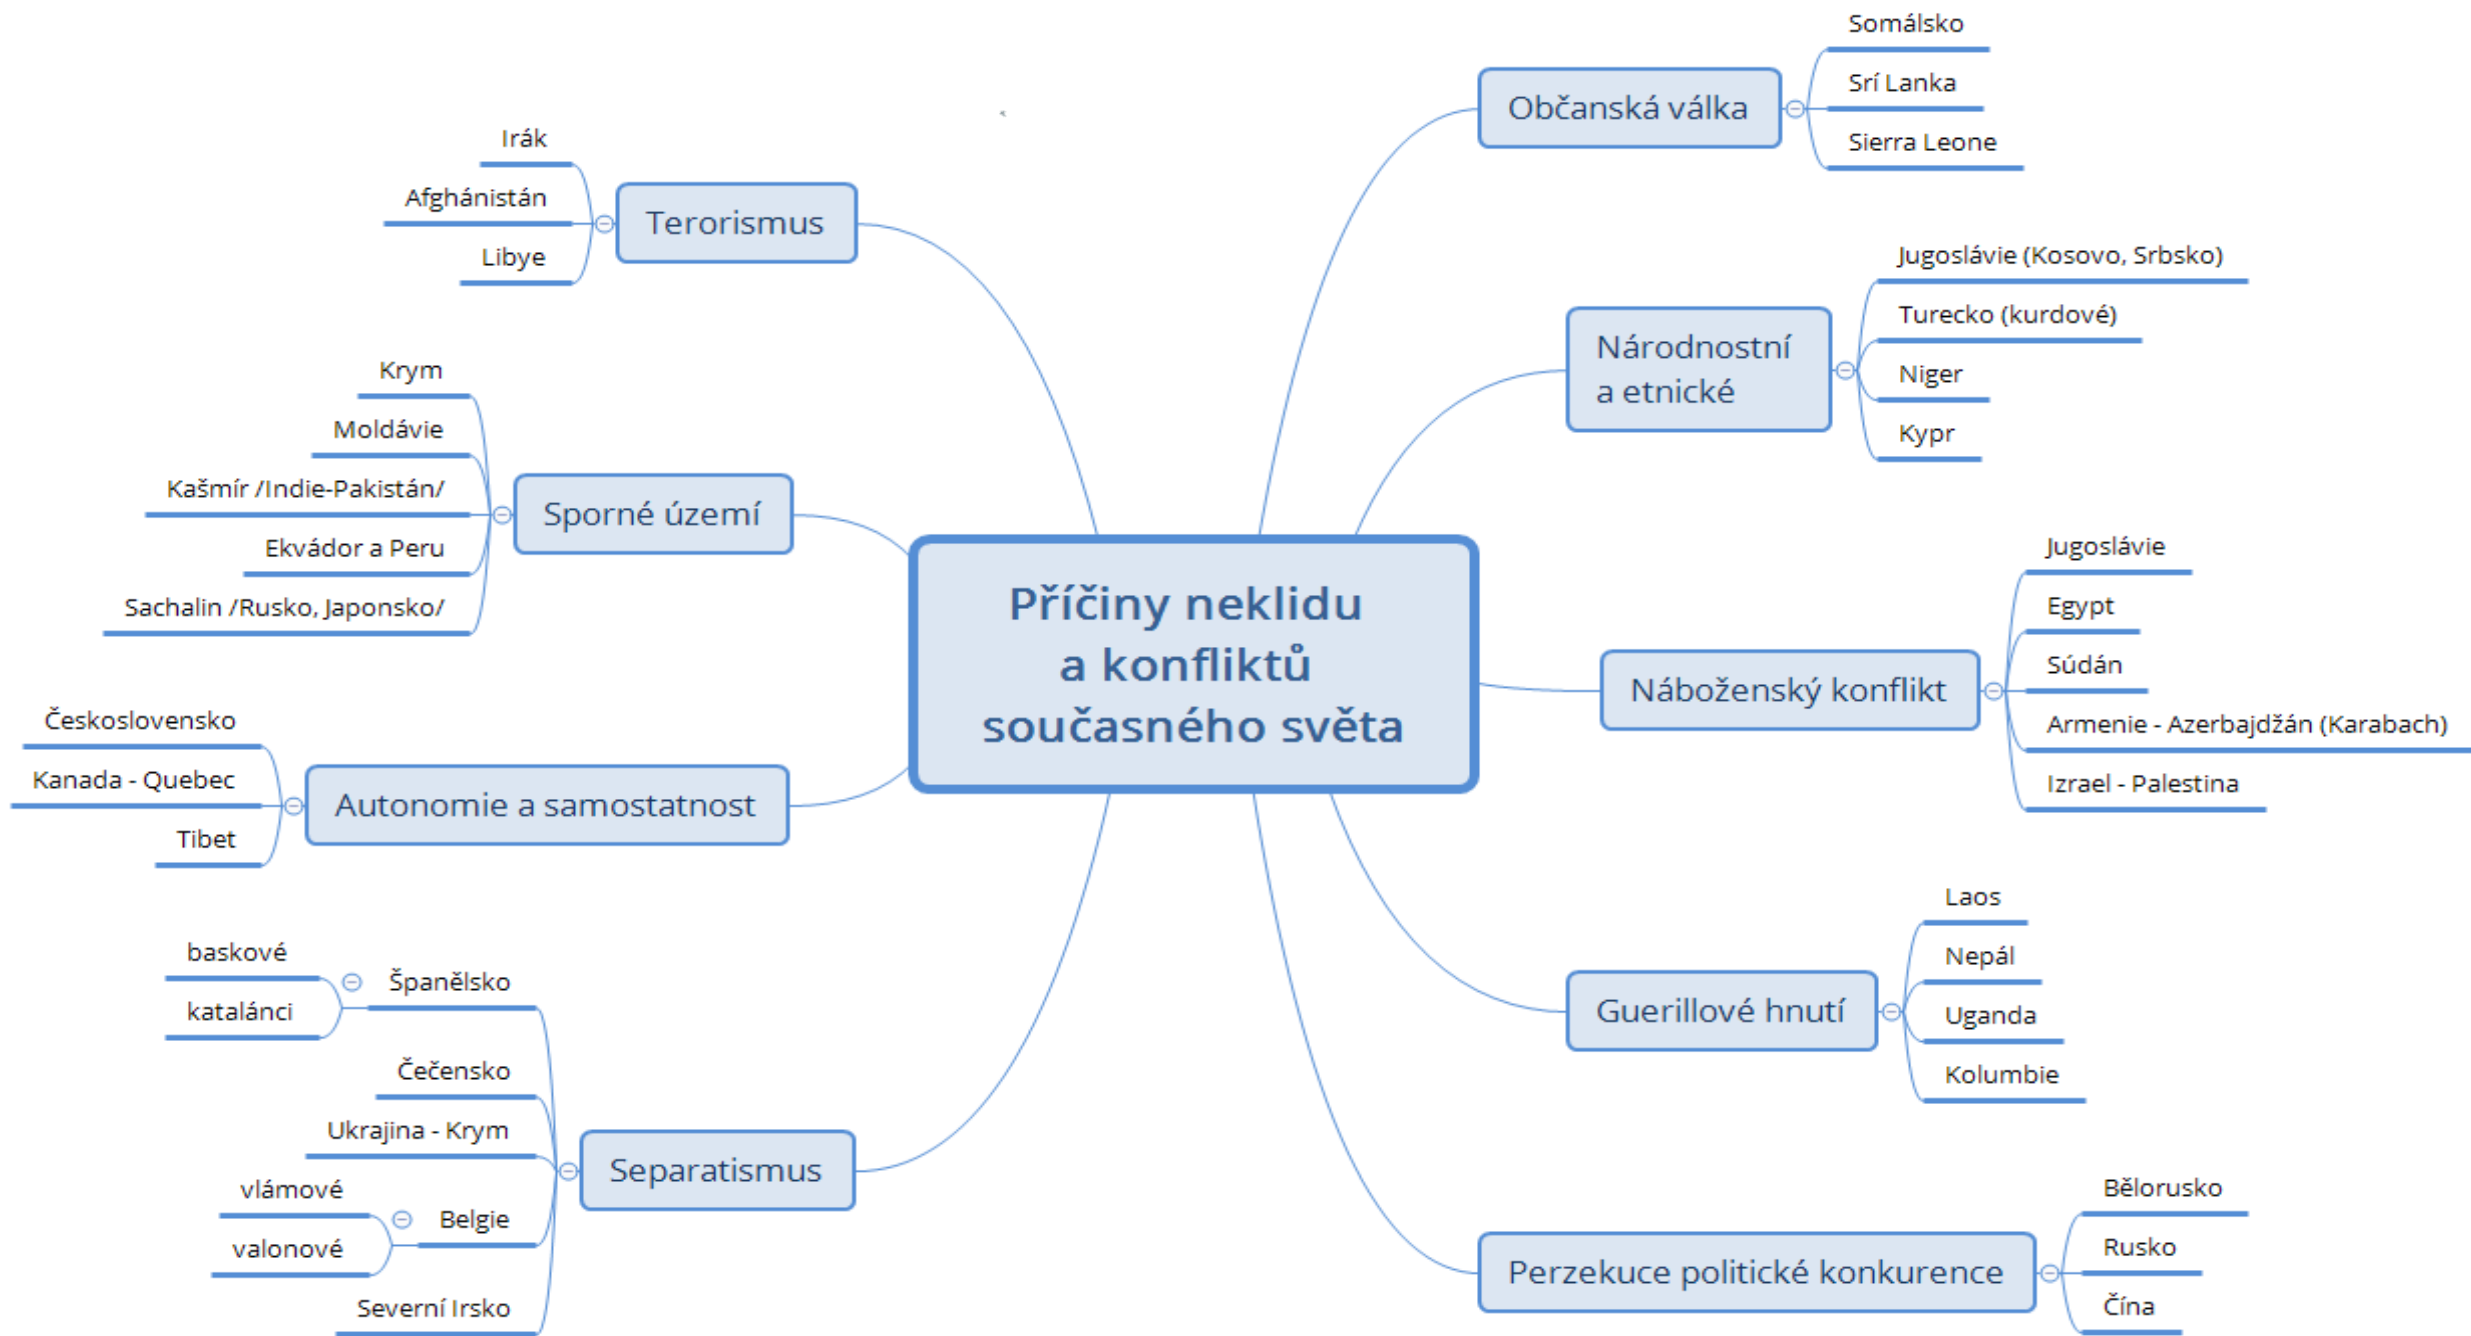 Příčiny neklidu
a konfliktů
současného světa
Občanská válka
Somálsko
Srí Lanka
Sierra Leone
Národnostní
a etnické
Jugoslávie (Kosovo, Srbsko)
Turecko (kurdové)
Niger
Kypr
Náboženský konflikt
Jugoslávie
Egypt
Súdán
Armenie - Azerbajdžán (Karabach)
Izrael - Palestina
Guerillové hnutí
Laos
Nepál
Uganda
Kolumbie
Perzekuce politické konkurence
Bělorusko
Rusko
Čína
Terorismus
Irák
Afghánistán
Libye
Sporné území
Krym
Moldávie
Kašmír /Indie-Pakistán/
Ekvádor a Peru
Sachalin /Rusko, Japonsko/
Autonomie a samostatnost
Československo
Kanada - Quebec
Tibet
Separatismus
Španělsko
baskové
katalánci
Čečensko
Ukrajina - Krym
Belgie
vlámové
valonové
Severní Irsko